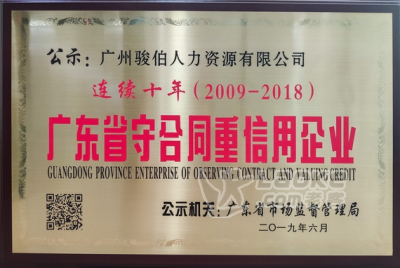 公示：广州骏伯人力资源有限公司
连续十年(2009-2018)
广东省守合同重信用企业
GUANGDONG PROVINCE ENTERPRISE OF OBSERVING CONTRACT AND VALUING CREDIT
公示机关：广东省市场监督管理局
二〇一九年六月